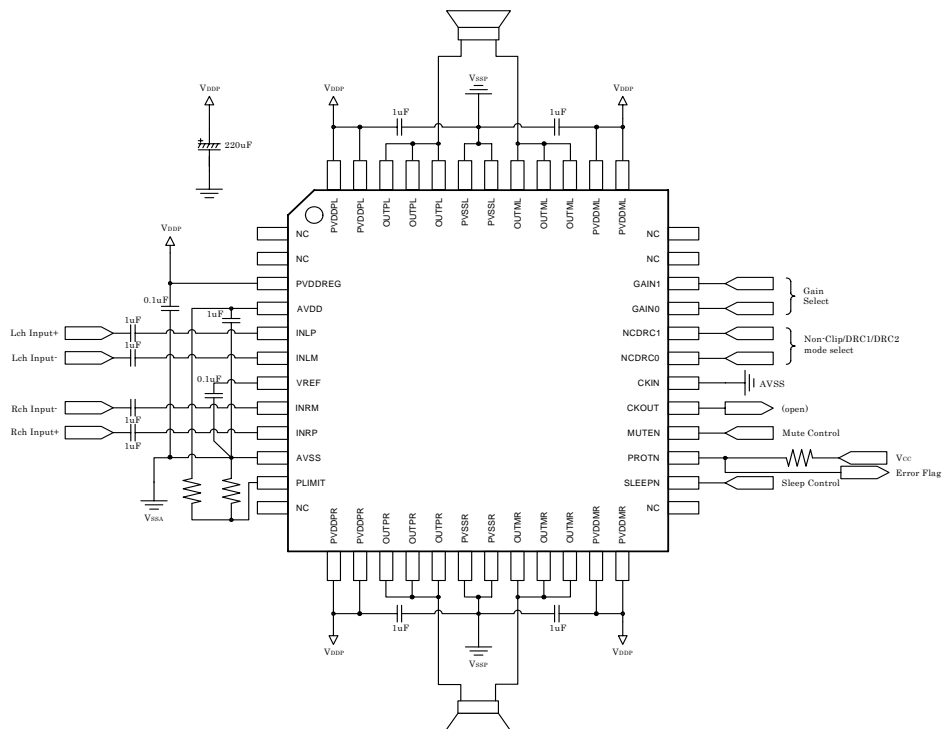 VSSP
VDDP
VDDP
VDDP
1uF
1uF
220uF
PVDDPL
PVDDPL
OUTPL
OUTPL
OUTPL
PVSSL
PVSSL
OUTML
OUTML
OUTML
PVDDML
PVDDML
VDDP
0.1uF
1uF
Lch Input+
1uF
Lch Input-
1uF
0.1uF
Rch Input-
1uF
Rch Input+
1uF
VSSA
NC
NC
PVDDREG
AVDD
INLP
INLM
VREF
INRM
INRP
AVSS
PLIMIT
NC
NC
NC
GAIN1
GAIN0
NCDRC1
NCDRC0
CKIN
CKOUT
MUTEN
PROTN
SLEEPN
NC
Gain
Select
Non-Clip/DRC1/DRC2
mode select
AVSS
(open)
Mute Control
VCC
Error Flag
Sleep Control
PVDDPR
PVDDPR
OUTPR
OUTPR
OUTPR
PVSSR
PVSSR
OUTMR
OUTMR
OUTMR
PVDDMR
PVDDMR
1uF
1uF
VDDP
VSSP
VDDP